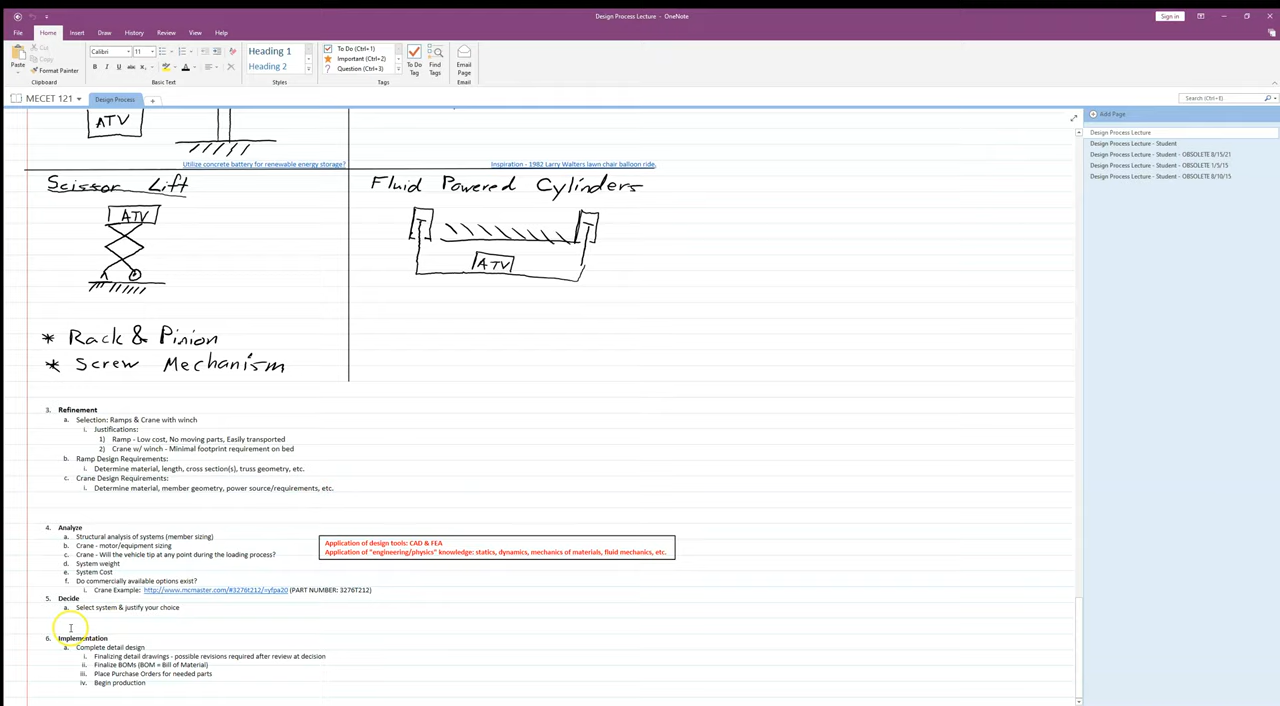 Design Process Lecture - OneNote
Sign in
File Home Insert Draw History Review View Help
Paste
Cut
Copy
Format Painter
Clipboard
Calibri 11
B I U abc x₂ A
Basic Text
Heading 1
Heading 2
Styles
To Do (Ctrl+1)
Important (Ctrl+2)
Question (Ctrl+3)
To Do Tag
Find Tags
Tags
Email Page
Email
MECET 121
Design Process
Search (Ctrl+E)
Add Page
Design Process Lecture
Design Process Lecture - Student
Design Process Lecture - Student - OBSOLETE 8/15/21
Design Process Lecture - Student - OBSOLETE 1/5/15
Design Process Lecture - Student - OBSOLETE 8/10/15
ATV
Utilize concrete battery for renewable energy storage?
Inspiration - 1982 Larry Walters lawn chair balloon ride.
Scissor Lift
ATV
Fluid Powered Cylinders
ATV
* Rack & Pinion
* Screw Mechanism
3. Refinement
a. Selection: Ramps & Crane with winch
i. Justifications:
1) Ramp - Low cost, No moving parts, Easily transported
2) Crane w/ winch - Minimal footprint requirement on bed
b. Ramp Design Requirements:
i. Determine material, length, cross section(s), truss geometry, etc.
c. Crane Design Requirements:
i. Determine material, member geometry, power source/requirements, etc.
4. Analyze
a. Structural analysis of systems (member sizing)
b. Crane - motor/equipment sizing
c. Crane - Will the vehicle tip at any point during the loading process?
d. System weight
e. System Cost
f. Do commercially available options exist?
i. Crane Example: http://www.mcmaster.com/#3276t212/=yfpa20 (PART NUMBER: 3276T212)
Application of design tools: CAD & FEA
Application of "engineering/physics" knowledge: statics, dynamics, mechanics of materials, fluid mechanics, etc.
5. Decide
a. Select system & justify your choice
6. Implementation
a. Complete detail design
i. Finalizing detail drawings - possible revisions required after review at decision
ii. Finalize BOMs (BOM = Bill of Material)
iii. Place Purchase Orders for needed parts
iv. Begin production